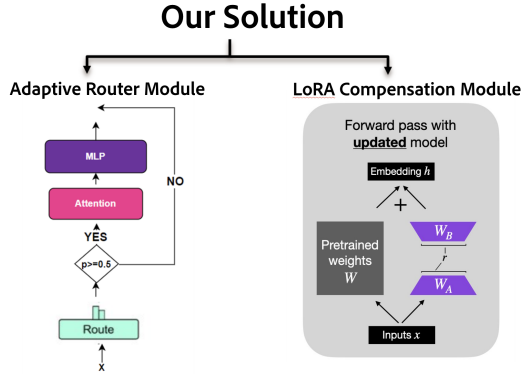 Our Solution
Adaptive Router Module
MLP
NO
Attention
YES
p>=0.5
Route
X
LoRA Compensation Module
Forward pass with
updated model
Embedding h
+
Pretrained
weights
W
W_B
r
W_A
Inputs x